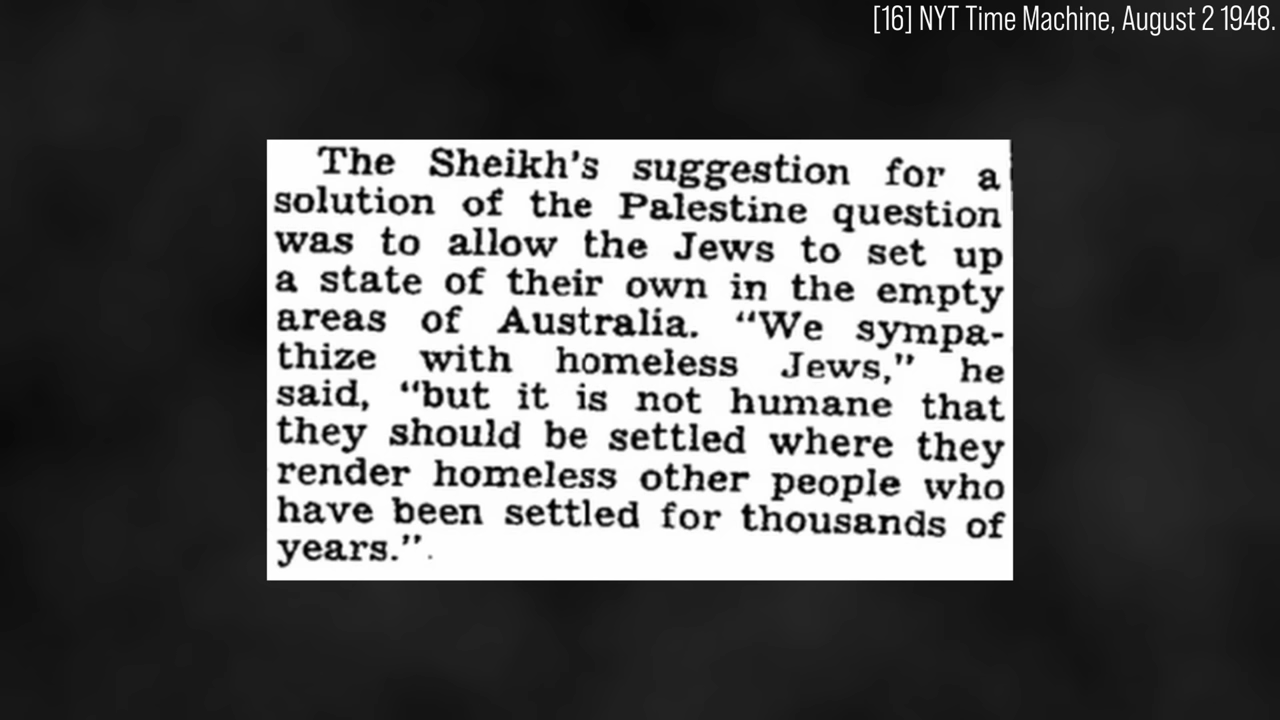 [16] NYT Time Machine, August 2 1948.
The Sheikh's suggestion for a
solution of the Palestine question
was to allow the Jews to set up
a state of their own in the empty
areas of Australia. "We sympa-
thize with homeless Jews," he
said, "but it is not humane that
they should be settled where they
render homeless other people who
have been settled for thousands of
years."